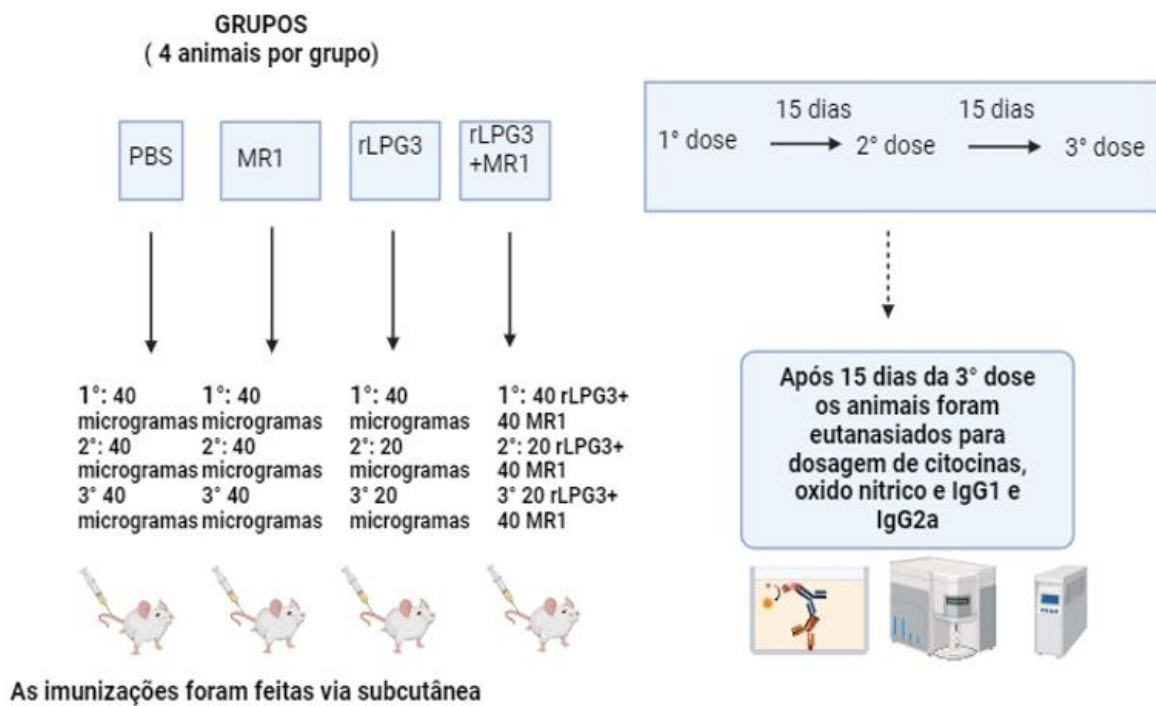 GRUPOS
( 4 animais por grupo)
PBS
MR1
rLPG3
rLPG3
+MR1
1°: 40
microgramas
2°: 40
microgramas
3° 40
microgramas
1°: 40
microgramas
2°: 40
microgramas
3° 40
microgramas
1°: 40
microgramas
2°: 20
microgramas
3° 20
microgramas
1°: 40 rLPG3+
40 MR1
2°: 20 rLPG3+
40 MR1
3° 20 rLPG3+
40 MR1
As imunizações foram feitas via subcutânea
1° dose
15 dias
2° dose
15 dias
3° dose
Após 15 dias da 3° dose
os animais foram
eutanasiados para
dosagem de citocinas,
oxido nitrico e IgG1 e
IgG2a